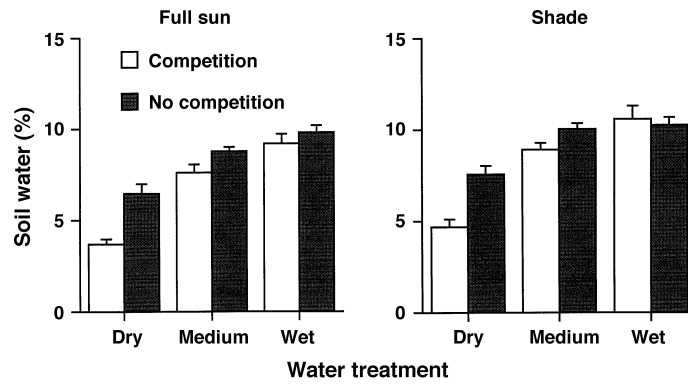 Full sun
Shade
15
10
5
0
Soil water (%)
Competition
No competition
Dry Medium Wet
15
10
5
0
Dry Medium Wet
Water treatment